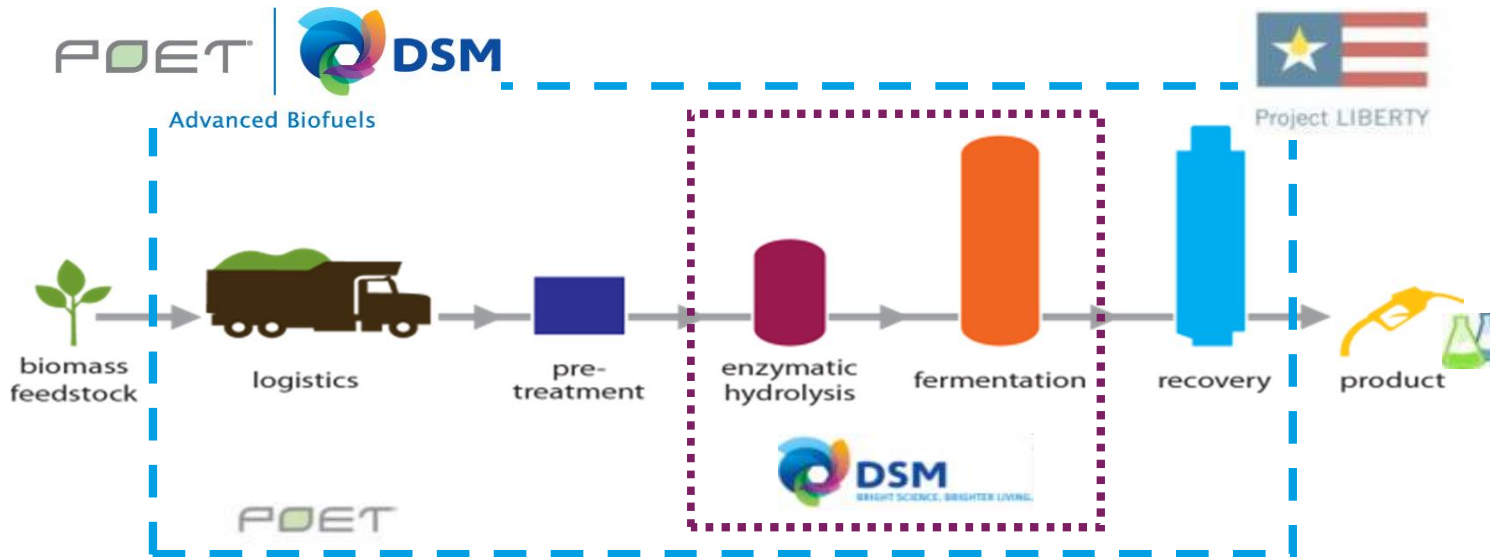 POET
DSM
Advanced Biofuels
Project LIBERTY
biomass
feedstock
logistics
pre-
treatment
enzymatic
hydrolysis
fermentation
recovery
product
DSM
BRIGHT SCIENCE. BRIGHTER LIVING.
POET